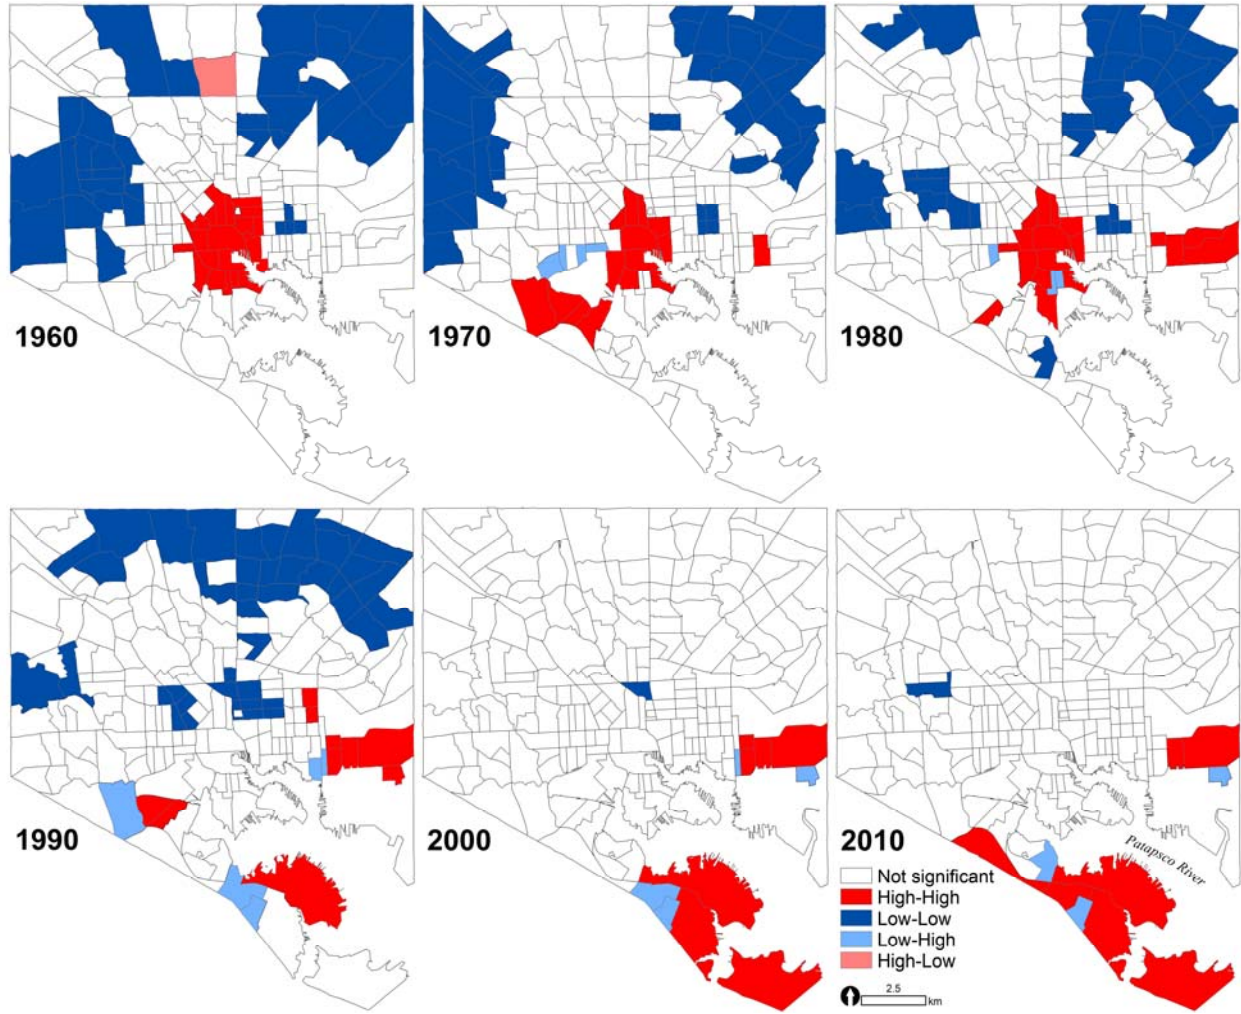 1960
1970
1980
1990
2000
2010
Patapsco River
Not significant
High-High
Low-Low
Low-High
High-Low
2.5
km